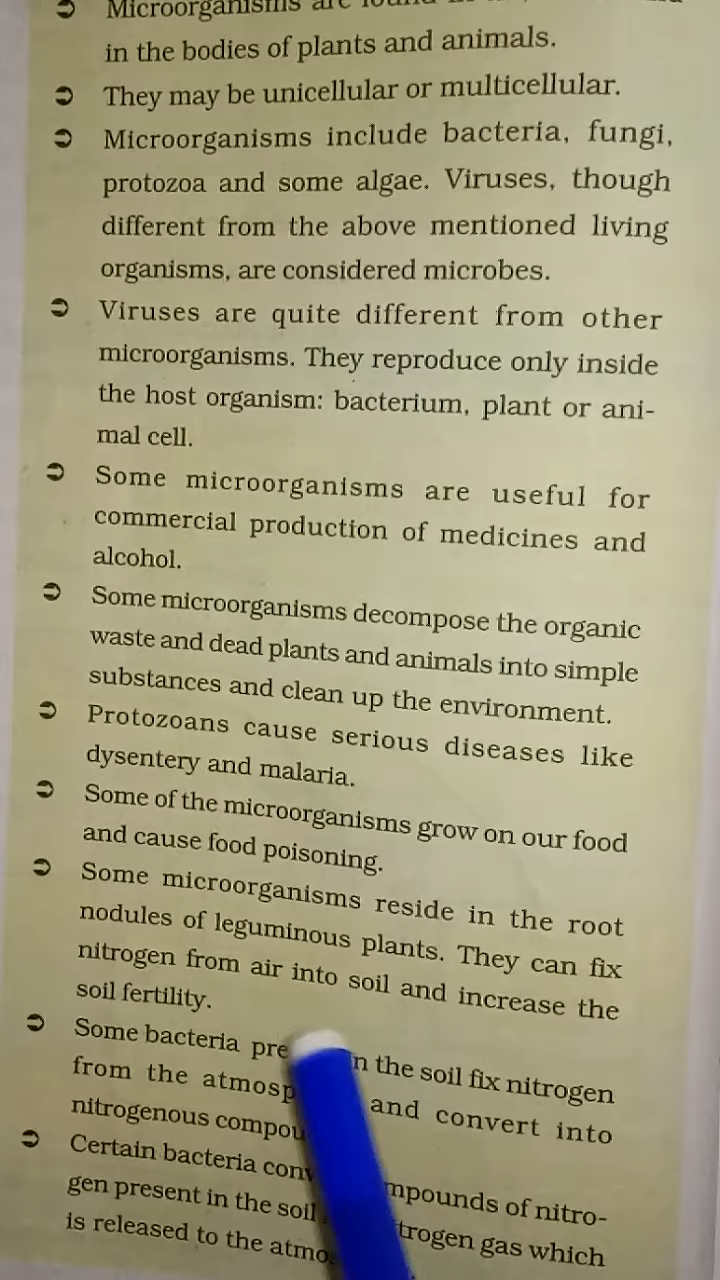 Microorganisms are found in
in the bodies of plants and animals.
➲ They may be unicellular or multicellular.
➲ Microorganisms include bacteria, fungi,
protozoa and some algae. Viruses, though
different from the above mentioned living
organisms, are considered microbes.
➲ Viruses are quite different from other
microorganisms. They reproduce only inside
the host organism: bacterium, plant or ani-
mal cell.
➲ Some microorganisms are useful for
commercial production of medicines and
alcohol.
➲ Some microorganisms decompose the organic
waste and dead plants and animals into simple
substances and clean up the environment.
➲ Protozoans cause serious diseases like
dysentery and malaria.
➲ Some of the microorganisms grow on our food
and cause food poisoning.
➲ Some microorganisms reside in the root
nodules of leguminous plants. They can fix
nitrogen from air into soil and increase the
soil fertility.
➲ Some bacteria pre n the soil fix nitrogen
from the atmosp and convert into
nitrogenous compou
➲ Certain bacteria conv mpounds of nitro-
gen present in the soil trogen gas which
is released to the atmo